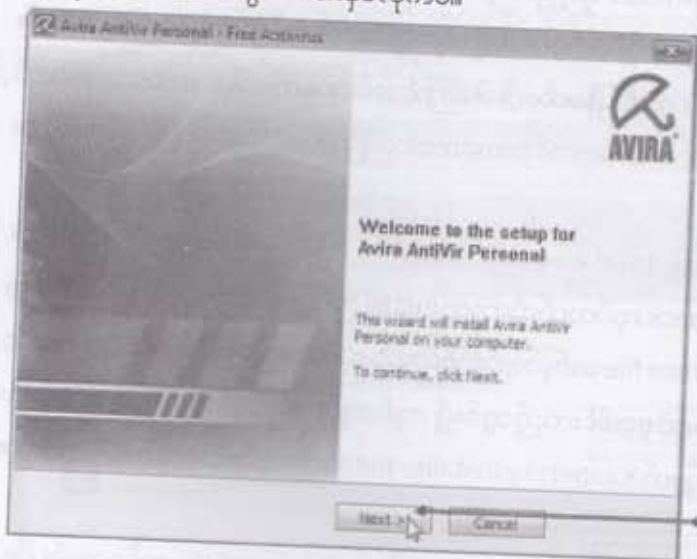 Avira AntiVir Personal - Free Antivirus
AVIRA
Welcome to the setup for
Avira AntiVir Personal
This wizard will install Avira AntiVir
Personal on your computer.
To continue, click Next.
Next >
Cancel